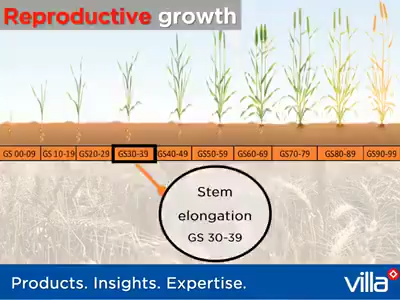 Reproductive growth
GS 00-09 GS 10-19 GS20-29 GS30-39 GS40-49 GS50-59 GS60-69 GS70-79 GS80-89 GS90-99
Stem
elongation
GS 30-39
Products. Insights. Expertise.
villa